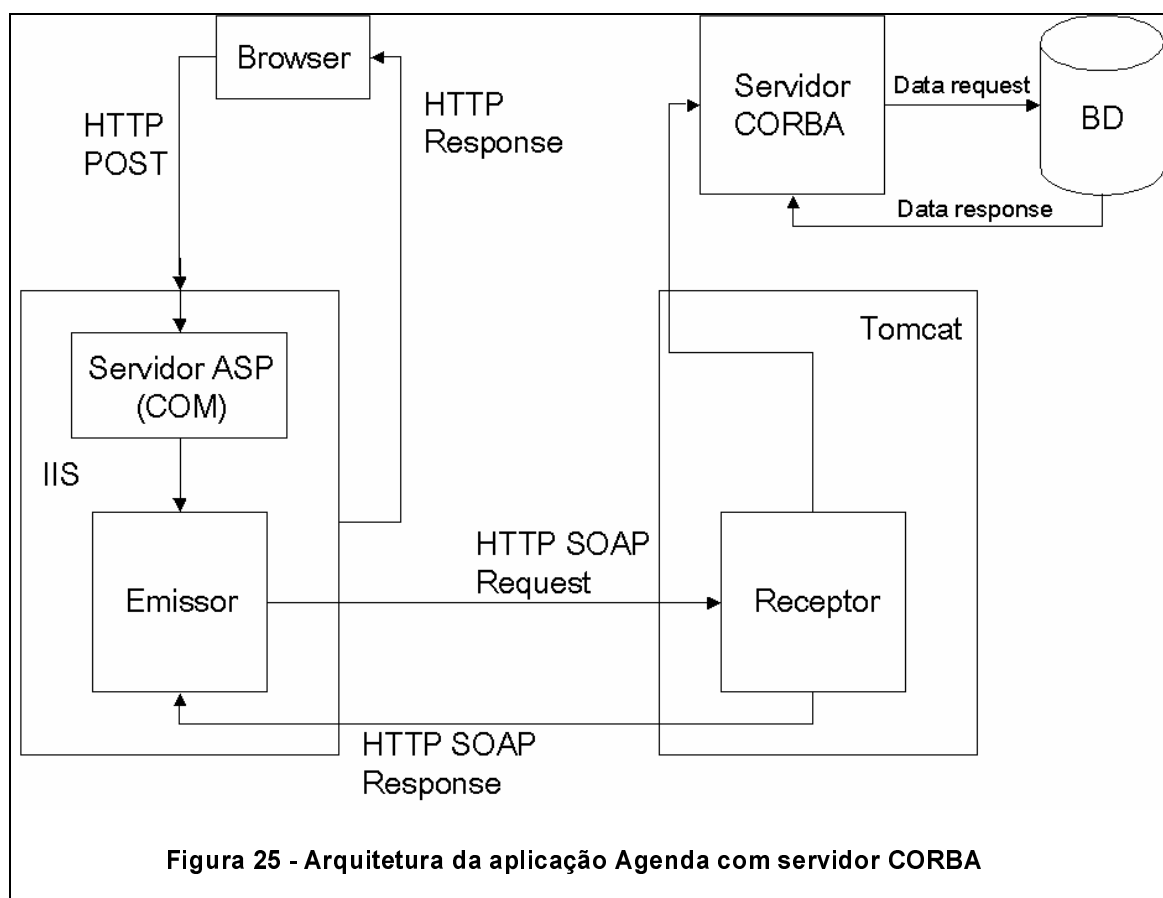 Browser
HTTP
POST
HTTP
Response
Servidor
CORBA
Data request
BD
Data response
Tomcat
Servidor ASP
(COM)
IIS
Emissor
HTTP SOAP
Request
Receptor
HTTP SOAP
Response
Figura 25 - Arquitetura da aplicação Agenda com servidor CORBA